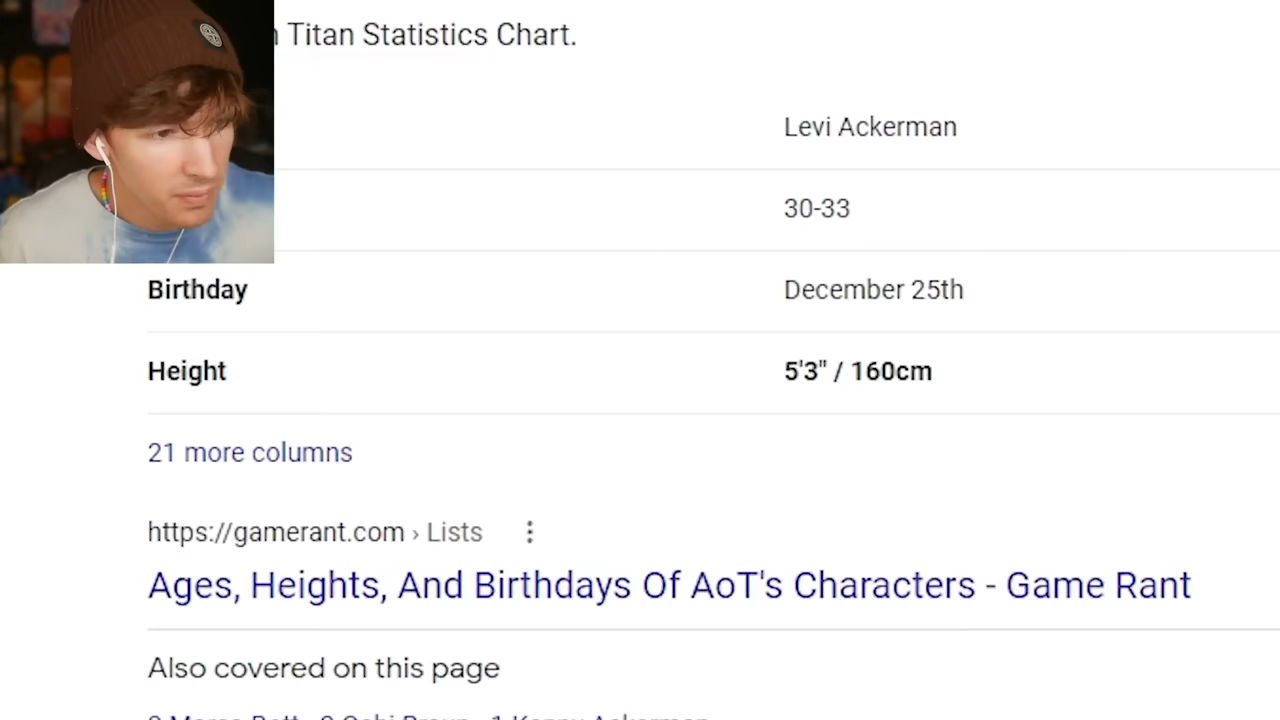 Titan Statistics Chart.
Levi Ackerman
30-33
Birthday December 25th
Height 5'3" / 160cm
21 more columns
https://gamerant.com › Lists
Ages, Heights, And Birthdays Of AoT's Characters - Game Rant
Also covered on this page